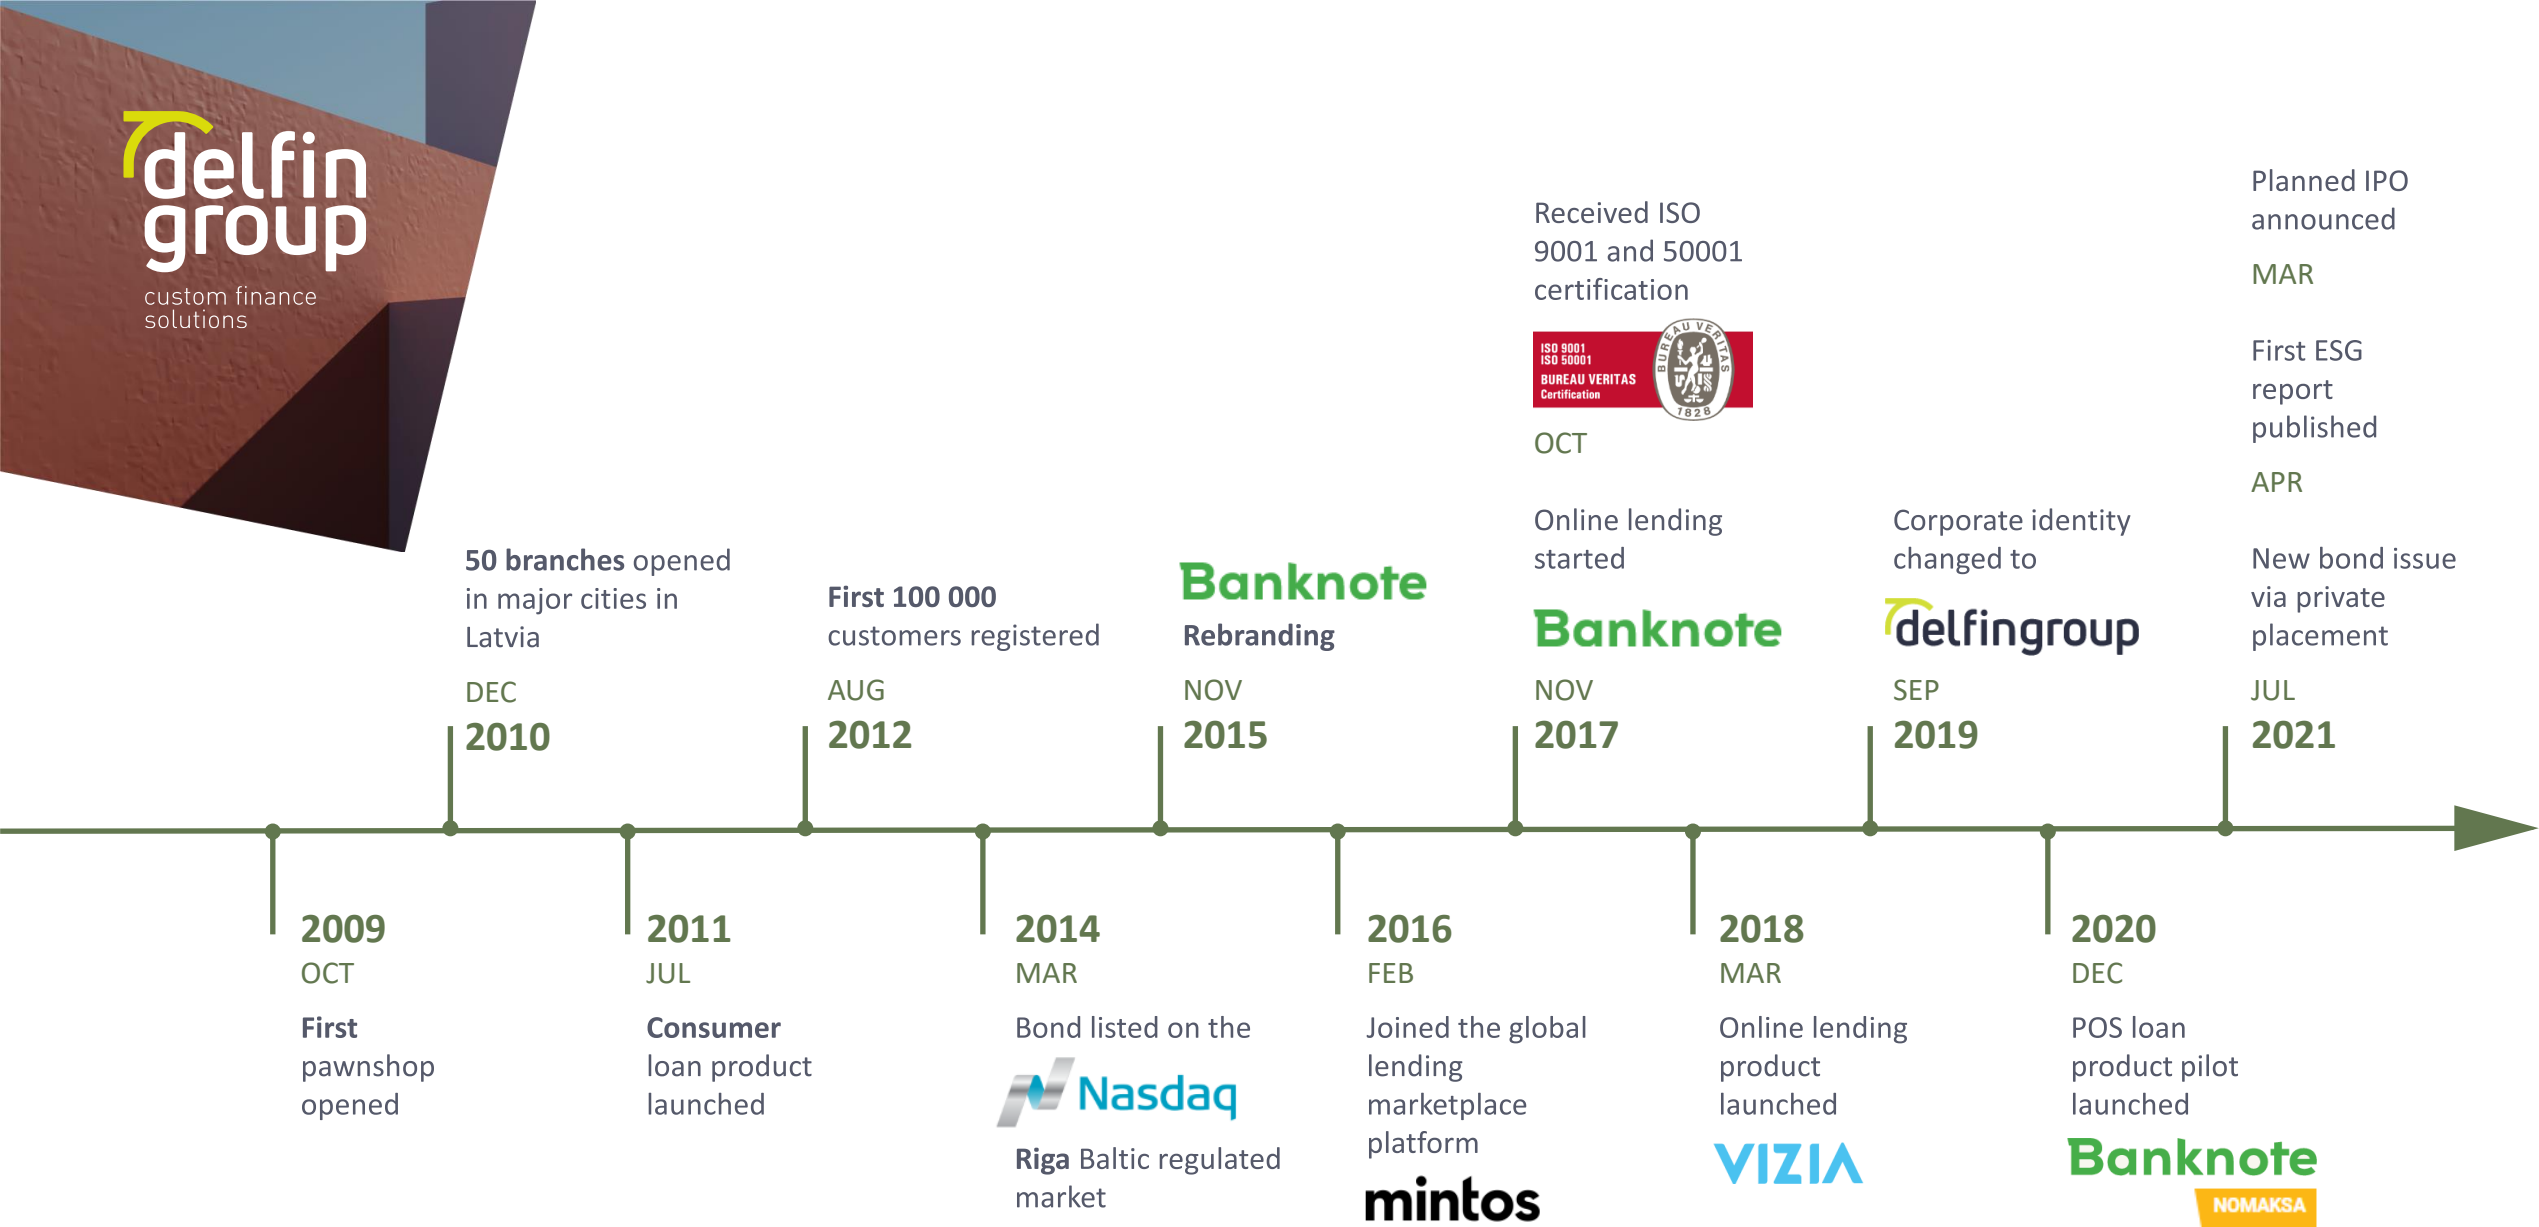 delfin
group
custom finance
solutions
50 branches opened
in major cities in
Latvia
DEC
2010
First 100 000
customers registered
AUG
2012
Banknote
Rebranding
NOV
2015
Received ISO
9001 and 50001
certification
ISO 9001
ISO 50001
BUREAU VERITAS
Certification
BUREAU VERITAS
1828
OCT
Online lending
started
Banknote
NOV
2017
Corporate identity
changed to
delfingroup
SEP
2019
Planned IPO
announced
MAR
First ESG
report
published
APR
New bond issue
via private
placement
JUL
2021
2009
OCT
First
pawnshop
opened
2011
JUL
Consumer
loan product
launched
2014
MAR
Bond listed on the
Nasdaq
Riga Baltic regulated
market
2016
FEB
Joined the global
lending
marketplace
platform
mintos
2018
MAR
Online lending
product
launched
VIZIA
2020
DEC
POS loan
product pilot
launched
Banknote
NOMAKSA